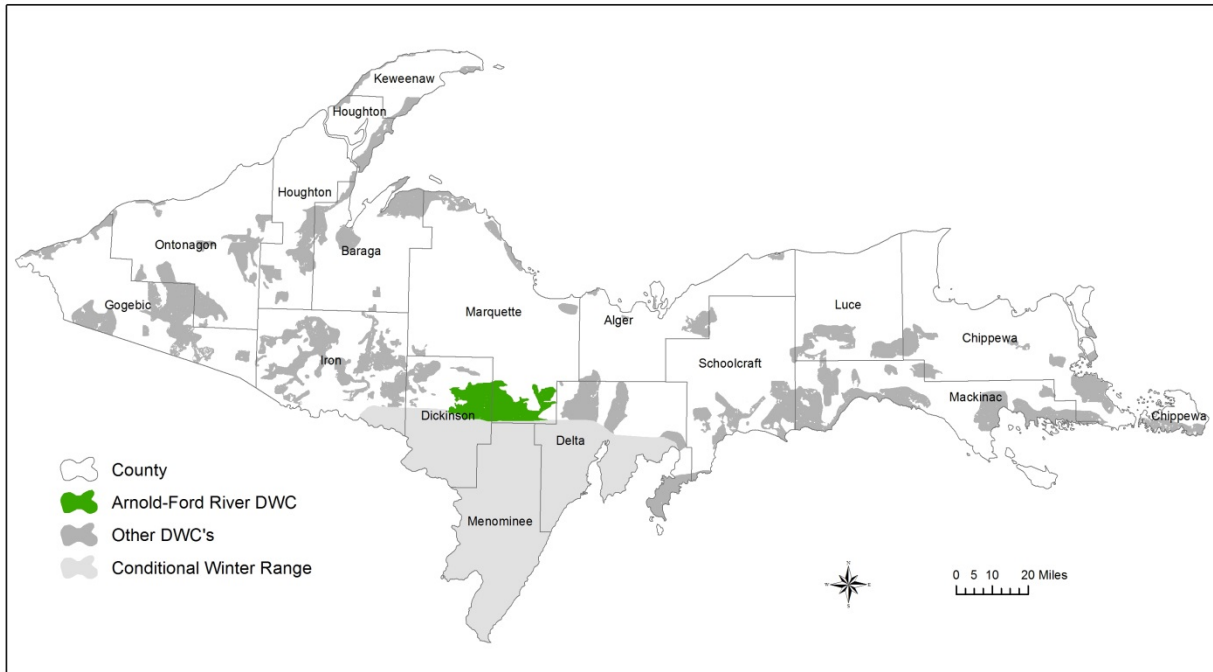 Keweenaw
Houghton
Houghton
Ontonagon
Baraga
Gogebic
Marquette
Alger
Luce
Iron
Schoolcraft
Chippewa
Mackinac
Dickinson
Delta
Chippewa
Menominee
County
Arnold-Ford River DWC
Other DWC's
Conditional Winter Range
N
W E
S
0 5 10 20 Miles